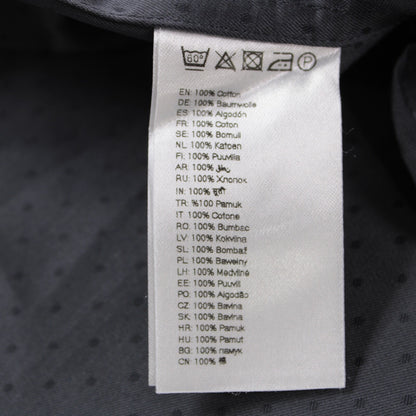 60°
P
EN: 100% Cotton
DE: 100% Baumwolle
ES: 100% Algodón
FR: 100% Coton
SE: 100% Bomull
NL: 100% Katoen
FI: 100% Puuvilla
AR: 100%
RU: 100% Хлопок
IN: 100% सूती
TR: %100 Pamuk
IT: 100% Cotone
RO: 100% Bumbac
LV: 100% Kokvilna
SL: 100% Bombaž
PL: 100% Bawełny
LH: 100% Medvilnė
EE: 100% Puuvill
PO: 100% Algodão
CZ: 100% Bavlna
SK: 100% Bavlna
HR: 100% Pamuk
HU: 100% Pamut
BG: 100% памук
CN: 100% 棉